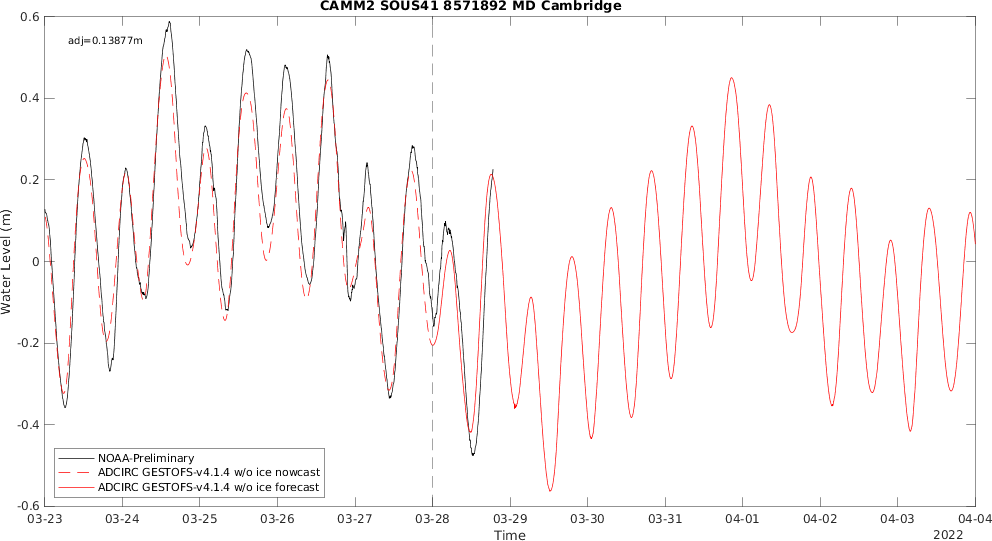 CAMM2 SOUS41 8571892 MD Cambridge
adj=0.13877m
0.6
0.4
0.2
0
-0.2
-0.4
-0.6
Water Level (m)
NOAA-Preliminary
ADCIRC GESTOFS-v4.1.4 w/o ice nowcast
ADCIRC GESTOFS-v4.1.4 w/o ice forecast
03-23 03-24 03-25 03-26 03-27 03-28 03-29 03-30 03-31 04-01 04-02 04-03 04-04
Time
2022